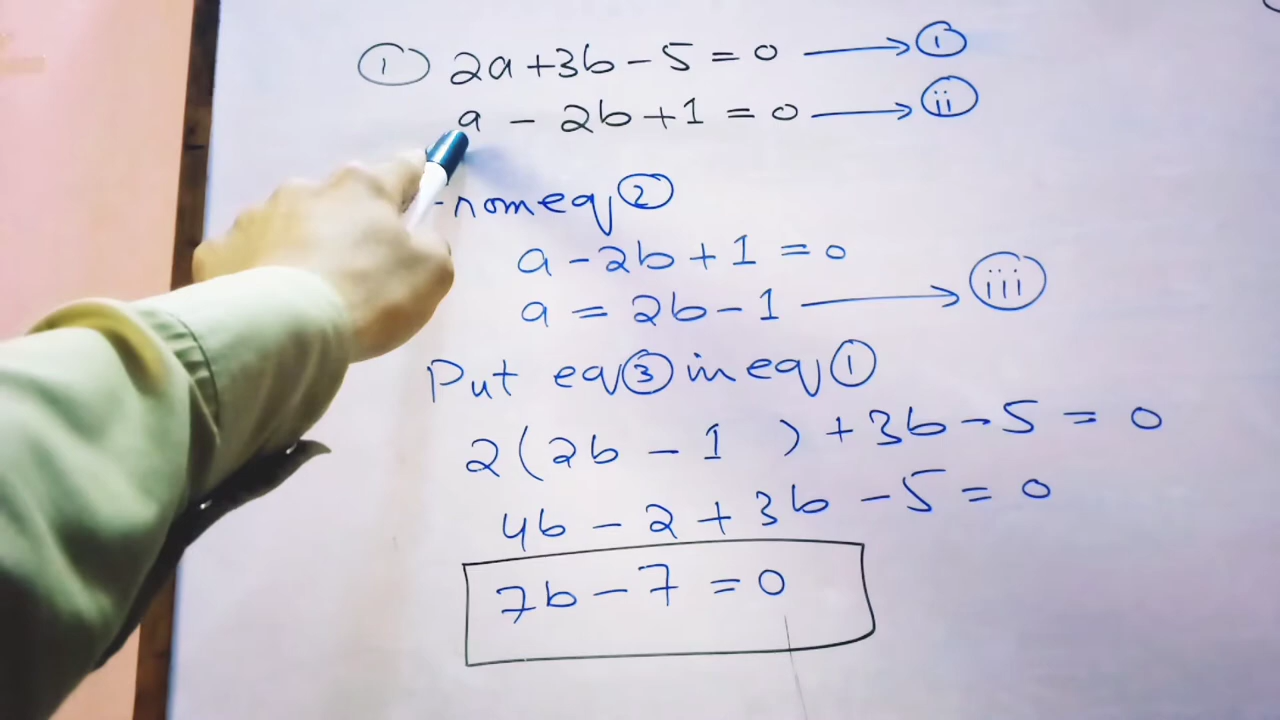 ① 2a+3b-5=0 ⟶ ⓘ
a - 2b+1 = 0 ⟶ ⓘⓘ
eq ②
a-2b+1=0
a = 2b-1 ⟶ ⓘⓘⓘ
Put eq ③ in eq ①
2(2b - 1 ) +3b-5=0
4b - 2 + 3b - 5 = 0
7b - 7 = 0